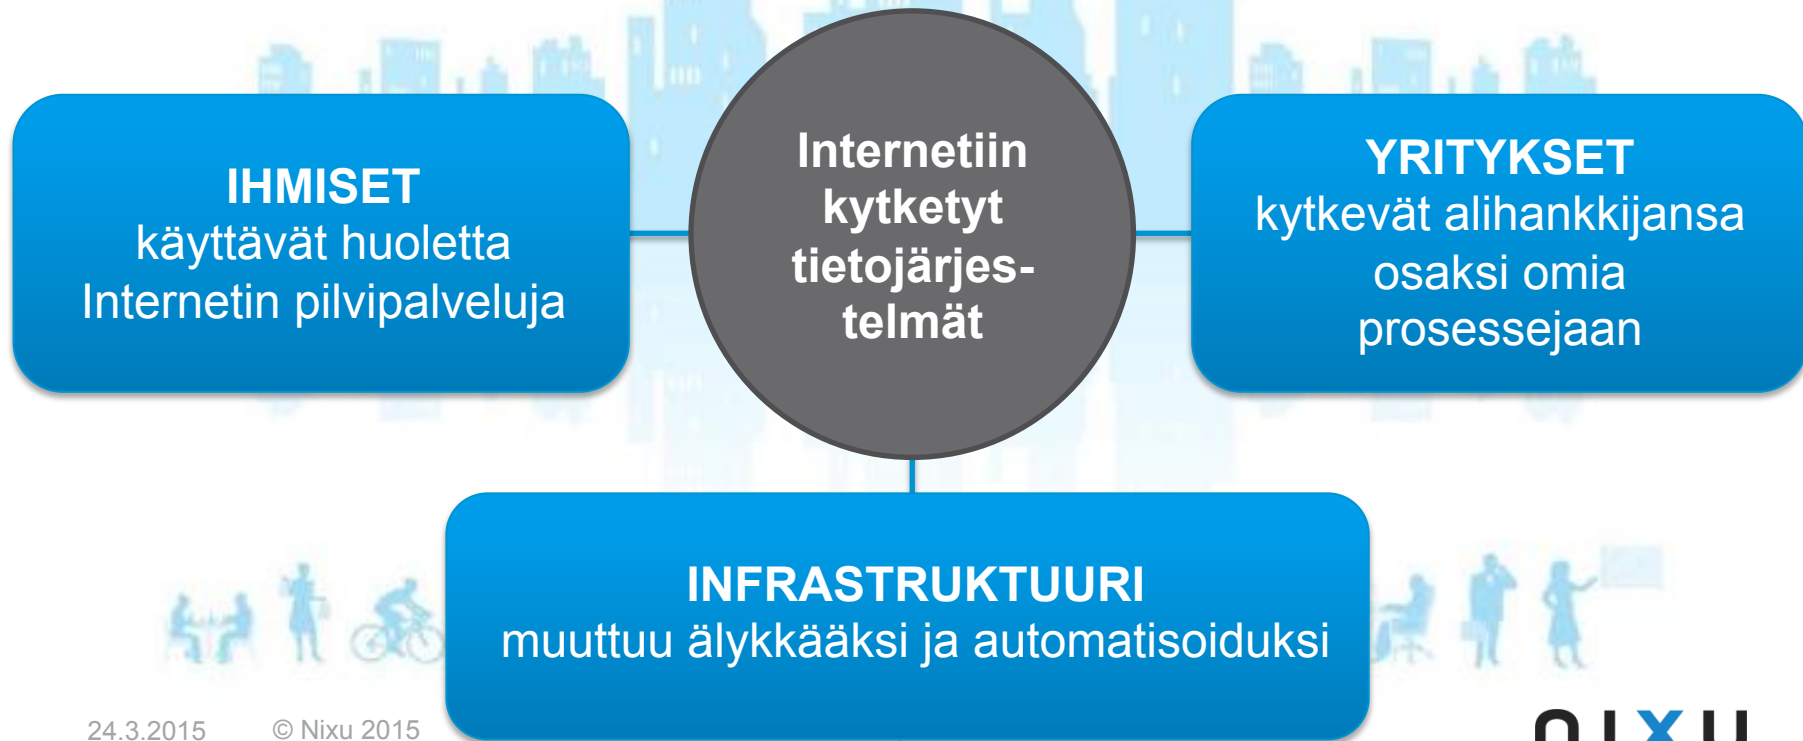 IHMISET
käyttävät huoletta
Internetin pilvipalveluja
Internetiin
kytketyt
tietojärjes-
telmät
YRITYKSET
kytkevät alihankkijansa
osaksi omia
prosessejaan
INFRASTRUKTUURI
muuttuu älykkääksi ja automatisoiduksi
24.3.2015
© Nixu 2015
nixu